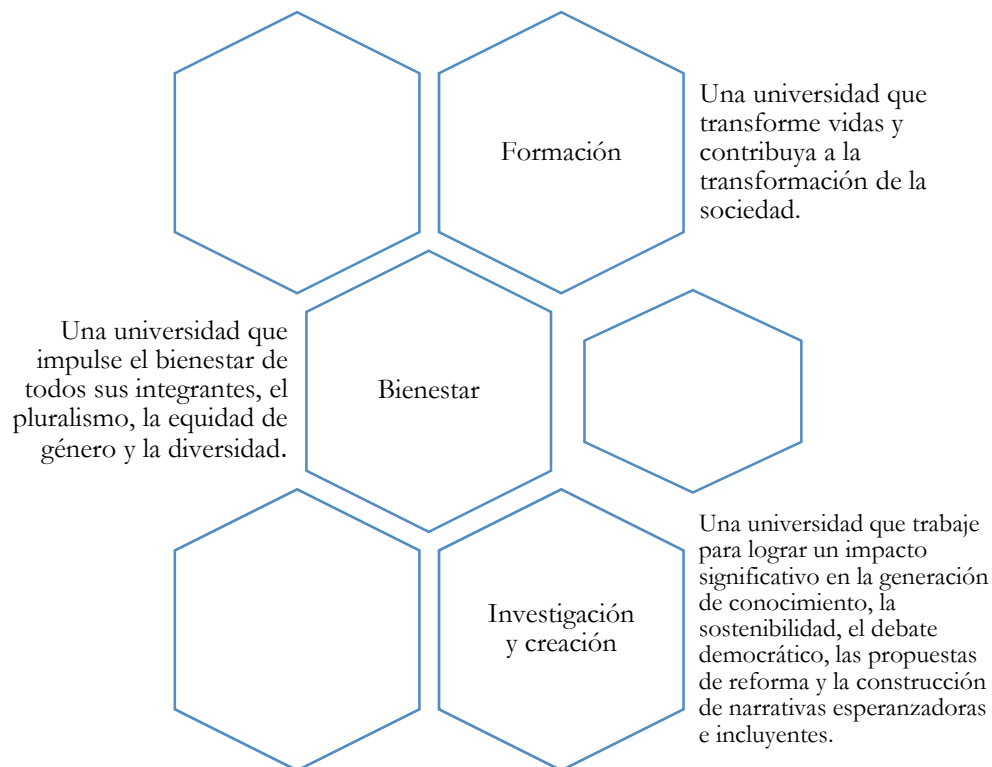 Formación
Una universidad que
transforme vidas y
contribuya a la
transformación de la
sociedad.
Una universidad que
impulse el bienestar de
todos sus integrantes, el
pluralismo, la equidad de
género y la diversidad.
Bienestar
Investigación
y creación
Una universidad que trabaje
para lograr un impacto
significativo en la generación
de conocimiento, la
sostenibilidad, el debate
democrático, las propuestas
de reforma y la construcción
de narrativas esperanzadoras
e incluyentes.